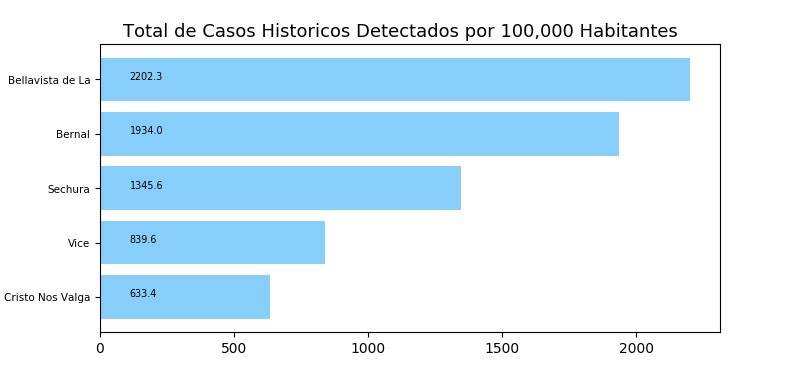 Total de Casos Historicos Detectados por 100,000 Habitantes
Bellavista de La
2202.3
Bernal
1934.0
Sechura
1345.6
Vice
839.6
Cristo Nos Valga
633.4
0 500 1000 1500 2000